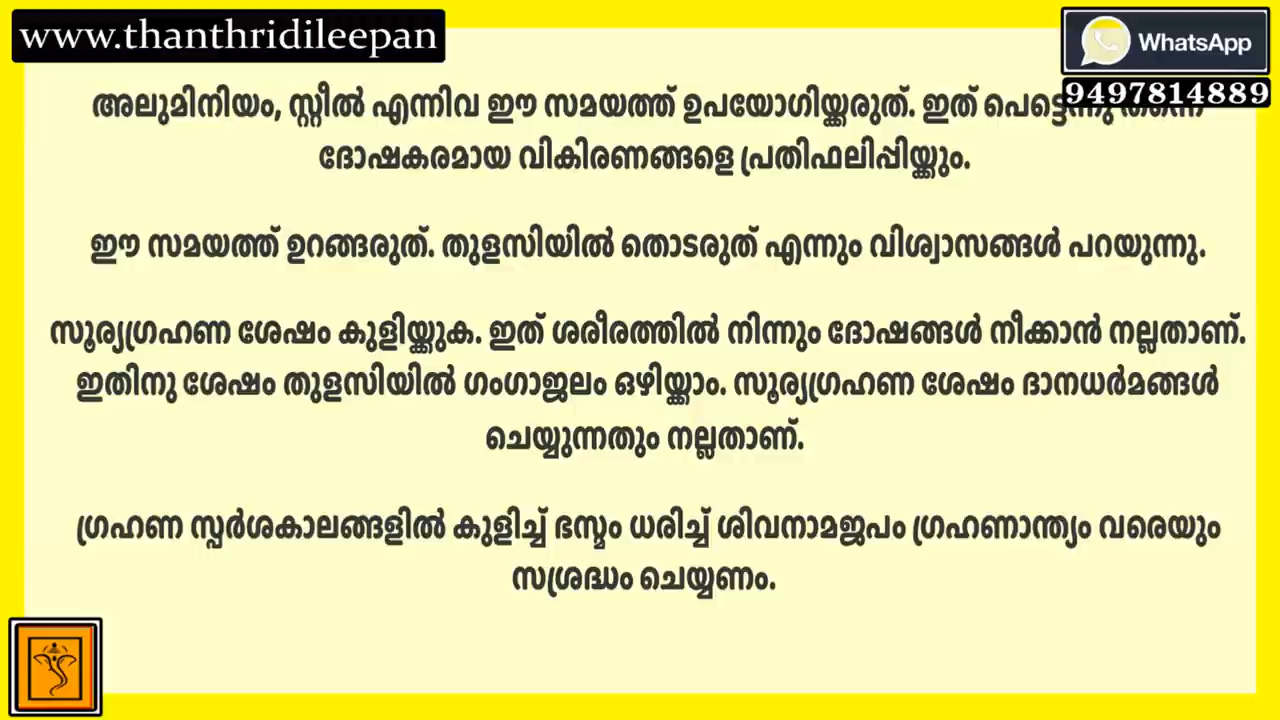 www.thanthridileepan
WhatsApp
9497814889
അലുമിനിയം, സ്റ്റീൽ എന്നിവ ഈ സമയത്ത് ഉപയോഗിയ്ക്കരുത്. ഇത്
ദോഷകരമായ വികിരണങ്ങളെ പ്രതിഫലിപ്പിയ്ക്കും.
ഈ സമയത്ത് ഉറങ്ങരുത്. തുളസിയിൽ തൊടരുത് എന്നും വിശ്വാസങ്ങൾ പറയുന്നു.
സൂര്യഗ്രഹണ ശേഷം കുളിയ്ക്കുക. ഇത് ശരീരത്തിൽ നിന്നും ദോഷങ്ങൾ നീക്കാൻ നല്ലതാണ്.
ഇതിനു ശേഷം തുളസിയിൽ ഗംഗാജലം ഒഴിയ്ക്കാം. സൂര്യഗ്രഹണ ശേഷം ദാനധർമങ്ങൾ
ചെയ്യുന്നതും നല്ലതാണ്.
ഗ്രഹണ സ്പർശകാലങ്ങളിൽ കുളിച്ച് ഭസ്മം ധരിച്ച് ശിവനാമജപം ഗ്രഹണാന്ത്യം വരെയും
സശ്രദ്ധം ചെയ്യണം.